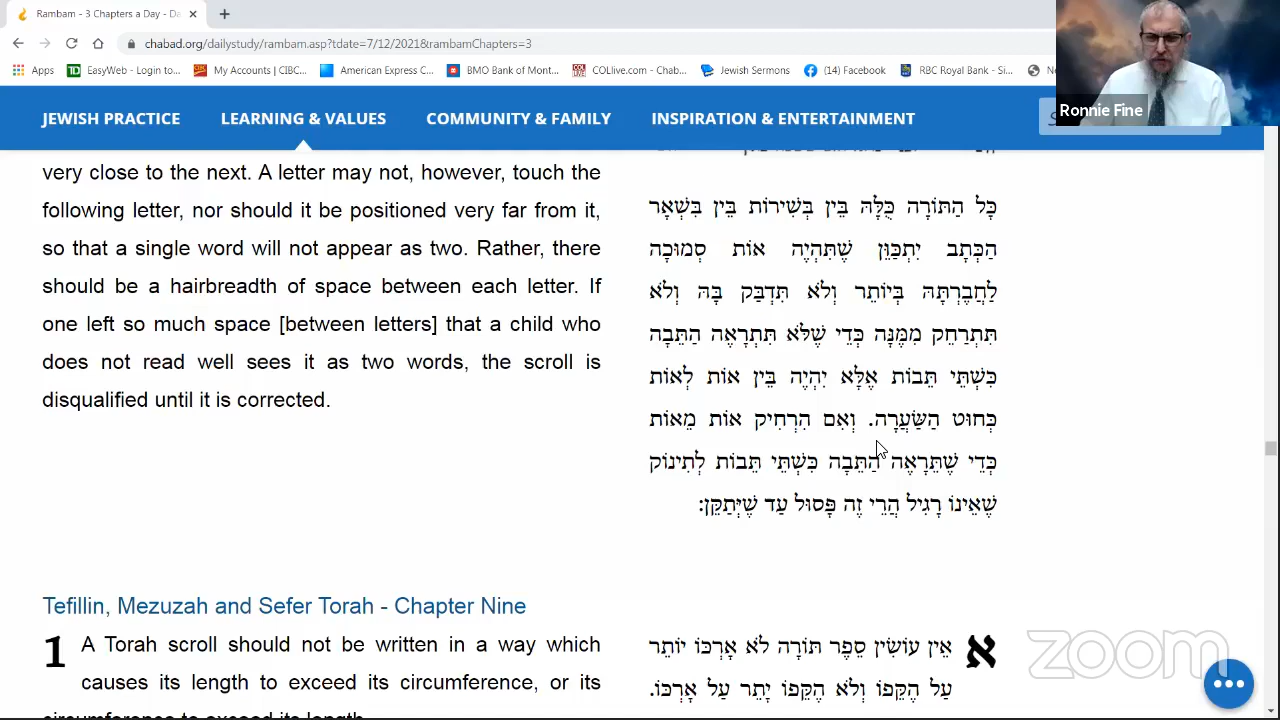 Rambam - 3 Chapters a Day - Da
chabad.org/dailystudy/rambam.asp?tdate=7/12/2021&rambamChapters=3
Apps EasyWeb - Login to... My Accounts | CIBC... American Express C... BMO Bank of Mont... COLlive.com - Chab... Jewish Sermons (14) Facebook RBC Royal Bank - Si...
Ronnie Fine
JEWISH PRACTICE LEARNING & VALUES COMMUNITY & FAMILY INSPIRATION & ENTERTAINMENT
very close to the next. A letter may not, however, touch the
following letter, nor should it be positioned very far from it,
so that a single word will not appear as two. Rather, there
should be a hairbreadth of space between each letter. If
one left so much space [between letters] that a child who
does not read well sees it as two words, the scroll is
disqualified until it is corrected.
כָּל הַתּוֹרָה כֻּלָּהּ בֵּין בְּשִׁירוֹת בֵּין בִּשְׁאָר
הַכְּתָב יִתְכַּוֵּן שֶׁתִּהְיֶה אוֹת סְמוּכָה
לַחֲבֶרְתָּהּ בְּיוֹתֵר וְלֹא תִּדְבַּק בָּהּ וְלֹא
תִּתְרַחֵק מִמֶּנָּה כְּדֵי שֶׁלֹּא תִּתְרָאֶה הַתֵּבָה
כִּשְׁתֵּי תֵּבוֹת אֶלָּא יִהְיֶה בֵּין אוֹת לְאוֹת
כְּחוּט הַשַּׂעֲרָה. וְאִם הִרְחִיק אוֹת מֵאוֹת
כְּדֵי שֶׁתֵּרָאֶה הַתֵּבָה כִּשְׁתֵּי תֵּבוֹת לְתִינוֹק
שֶׁאֵינוֹ רָגִיל הֲרֵי זֶה פָּסוּל עַד שֶׁיְּתַקֵּן:
Tefillin, Mezuzah and Sefer Torah - Chapter Nine
1 A Torah scroll should not be written in a way which
causes its length to exceed its circumference, or its
circumference to exceed its length.
א אֵין עוֹשִׂין סֵפֶר תּוֹרָה לֹא אָרְכּוֹ יוֹתֵר
עַל הֶקֵּפוֹ וְלֹא הֶקֵּפוֹ יָתֵר עַל אָרְכּוֹ.
zoom